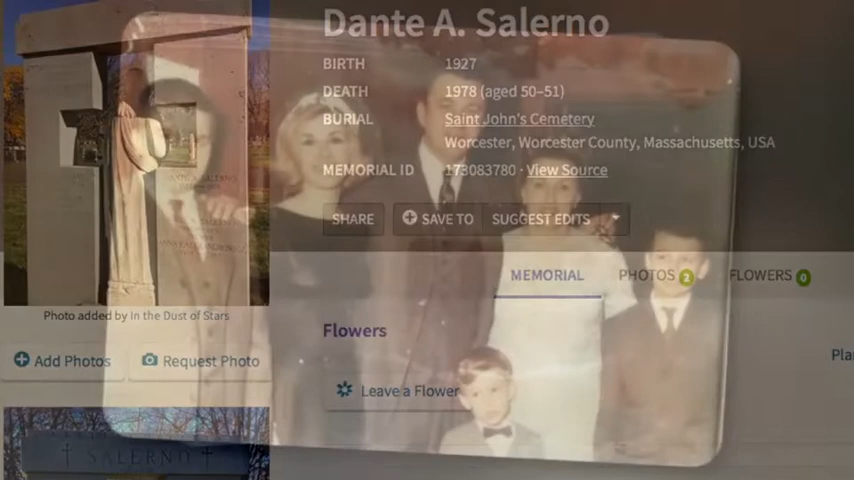 Dante A. Salerno
BIRTH 1927
DEATH 1978 (aged 50–51)
BURIAL Saint John's Cemetery
Worcester, Worcester County, Massachusetts, USA
MEMORIAL ID 173083780 · View Source
SHARE SAVE TO SUGGEST EDITS
MEMORIAL PHOTOS 2 FLOWERS 0
Photo added by In the Dust of Stars
Flowers
Add Photos Request Photo
Leave a Flower
SALERNO